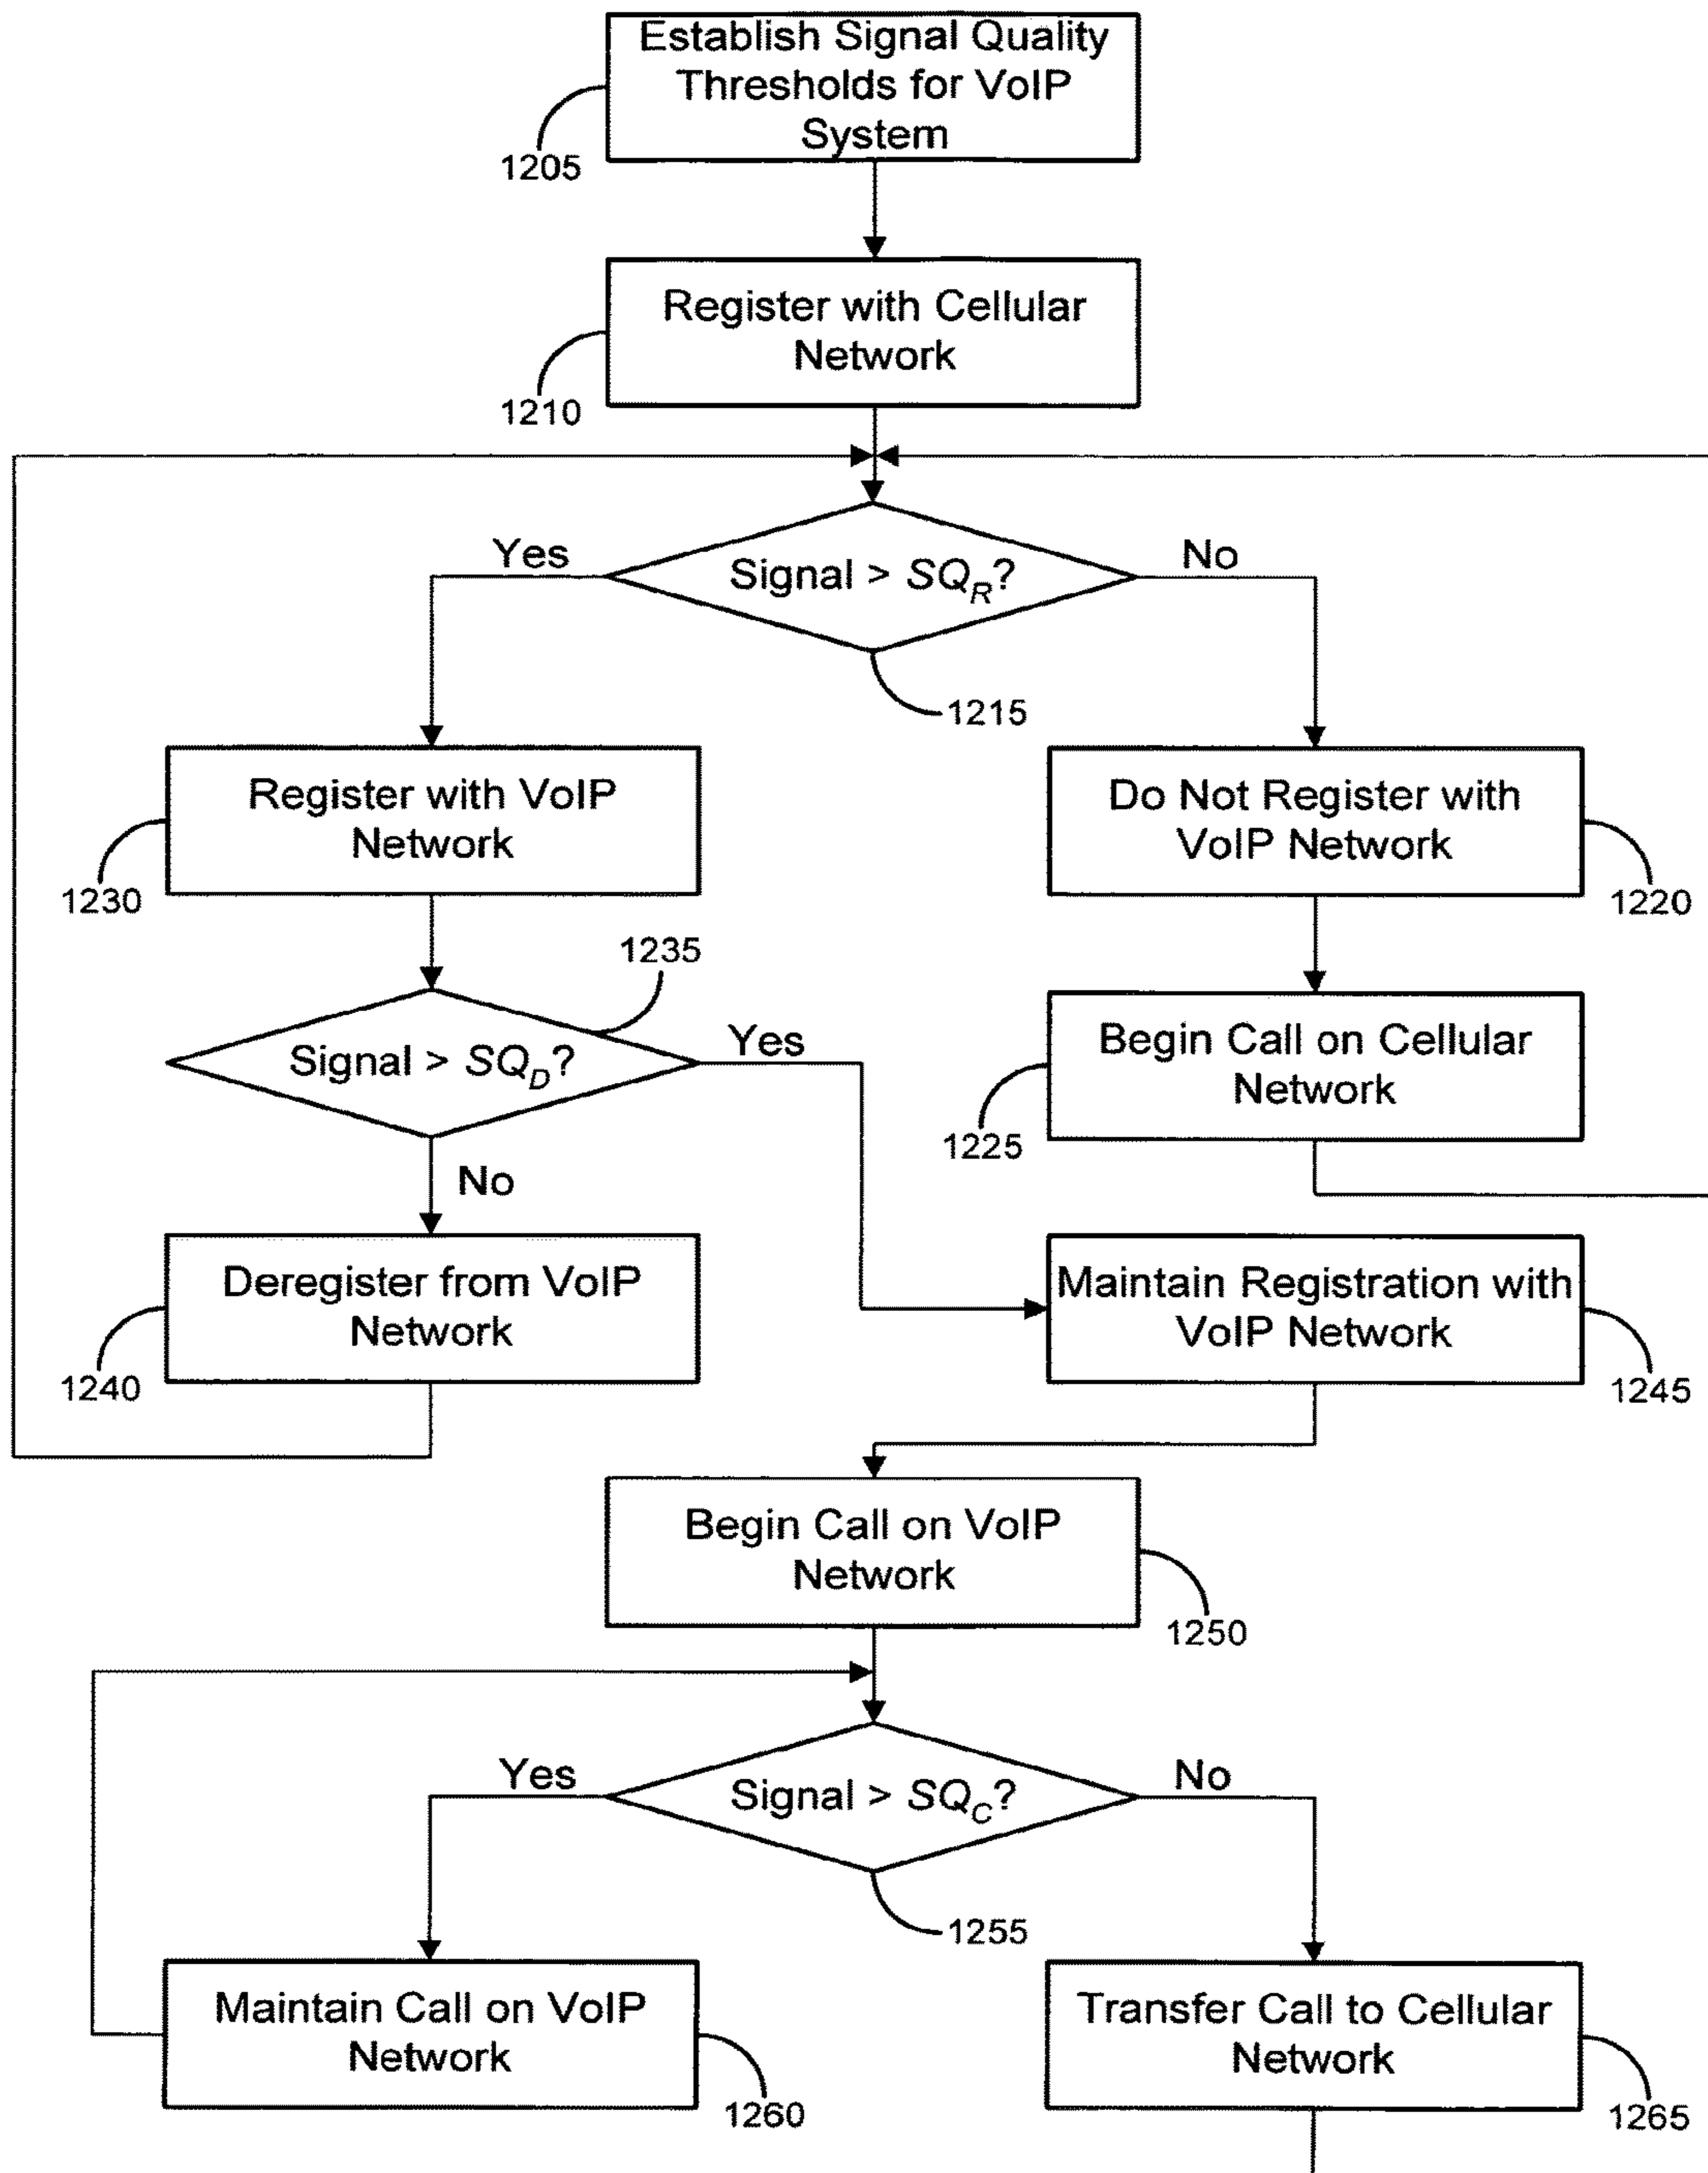 Establish Signal Quality
Thresholds for VoIP
System
1205
Register with Cellular
Network
1210
Yes
Signal > SQ_R?
No
1215
Register with VoIP
Network
1230
Do Not Register with
VoIP Network
1220
1235
Signal > SQ_D?
Yes
No
Begin Call on Cellular
Network
1225
Deregister from VoIP
Network
1240
Maintain Registration with
VoIP Network
1245
Begin Call on VoIP
Network
1250
Yes
Signal > SQ_C?
No
1255
Maintain Call on VoIP
Network
1260
Transfer Call to Cellular
Network
1265